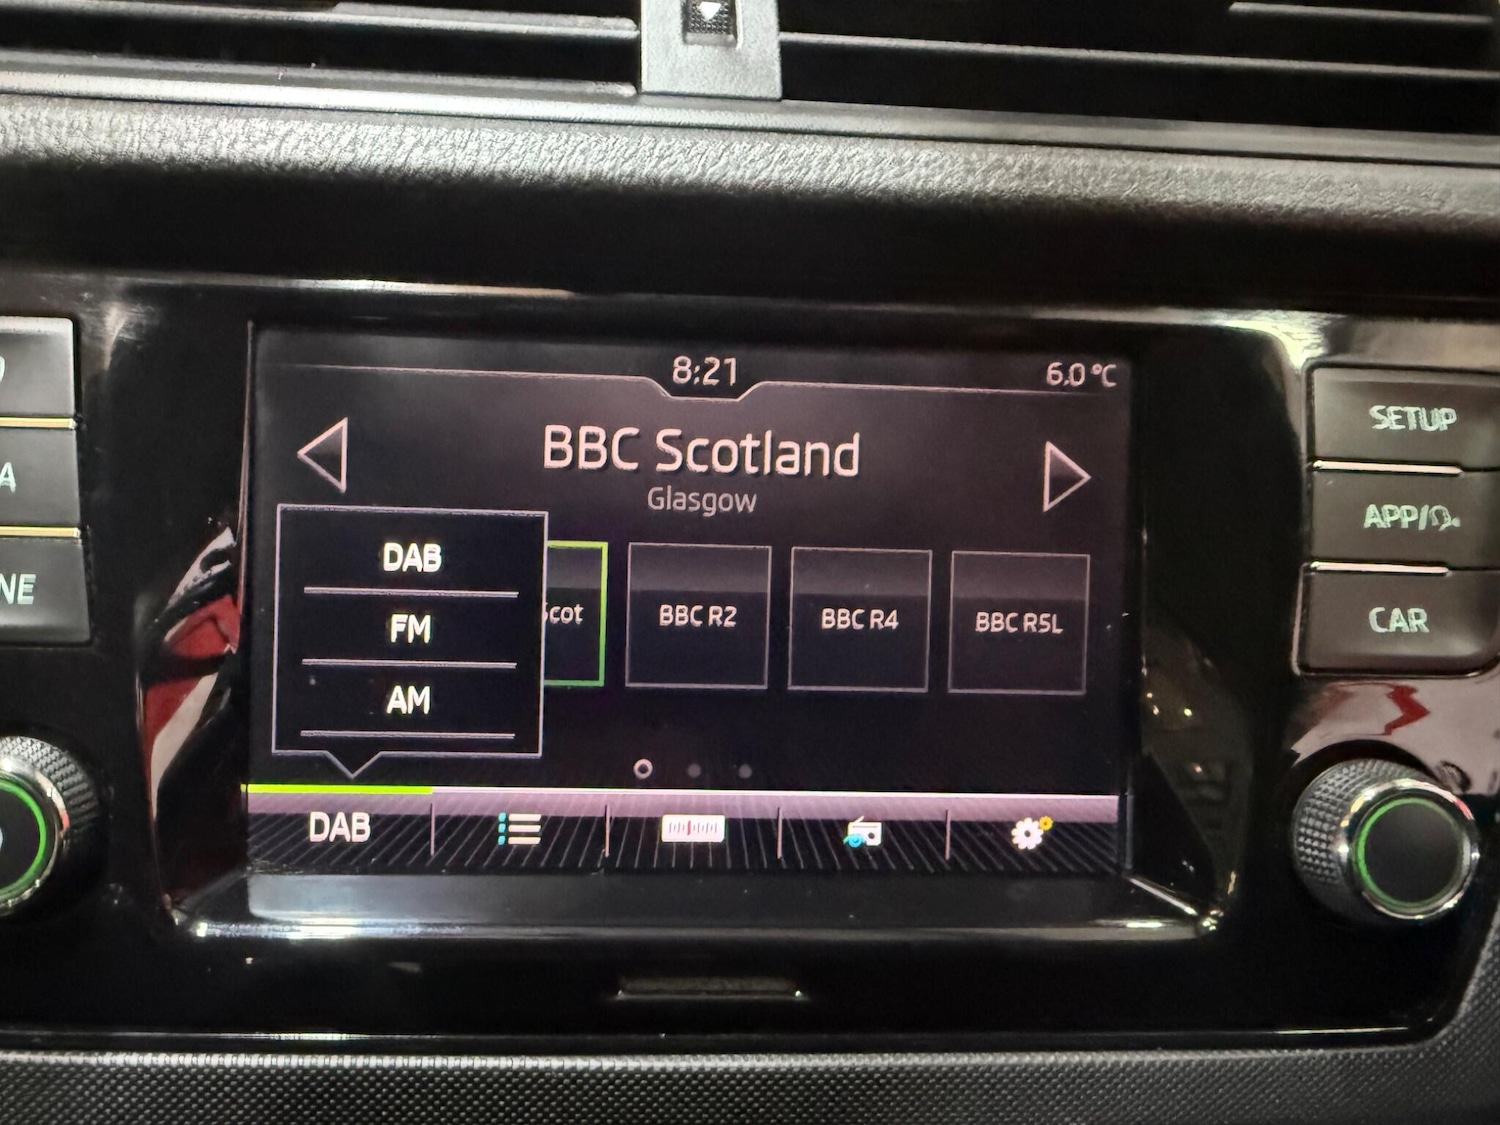 8:21
6.0 °C
BBC Scotland
Glasgow
DAB
FM
AM
BBC R2
BBC R4
BBC R5L
DAB
SETUP
APP/
CAR